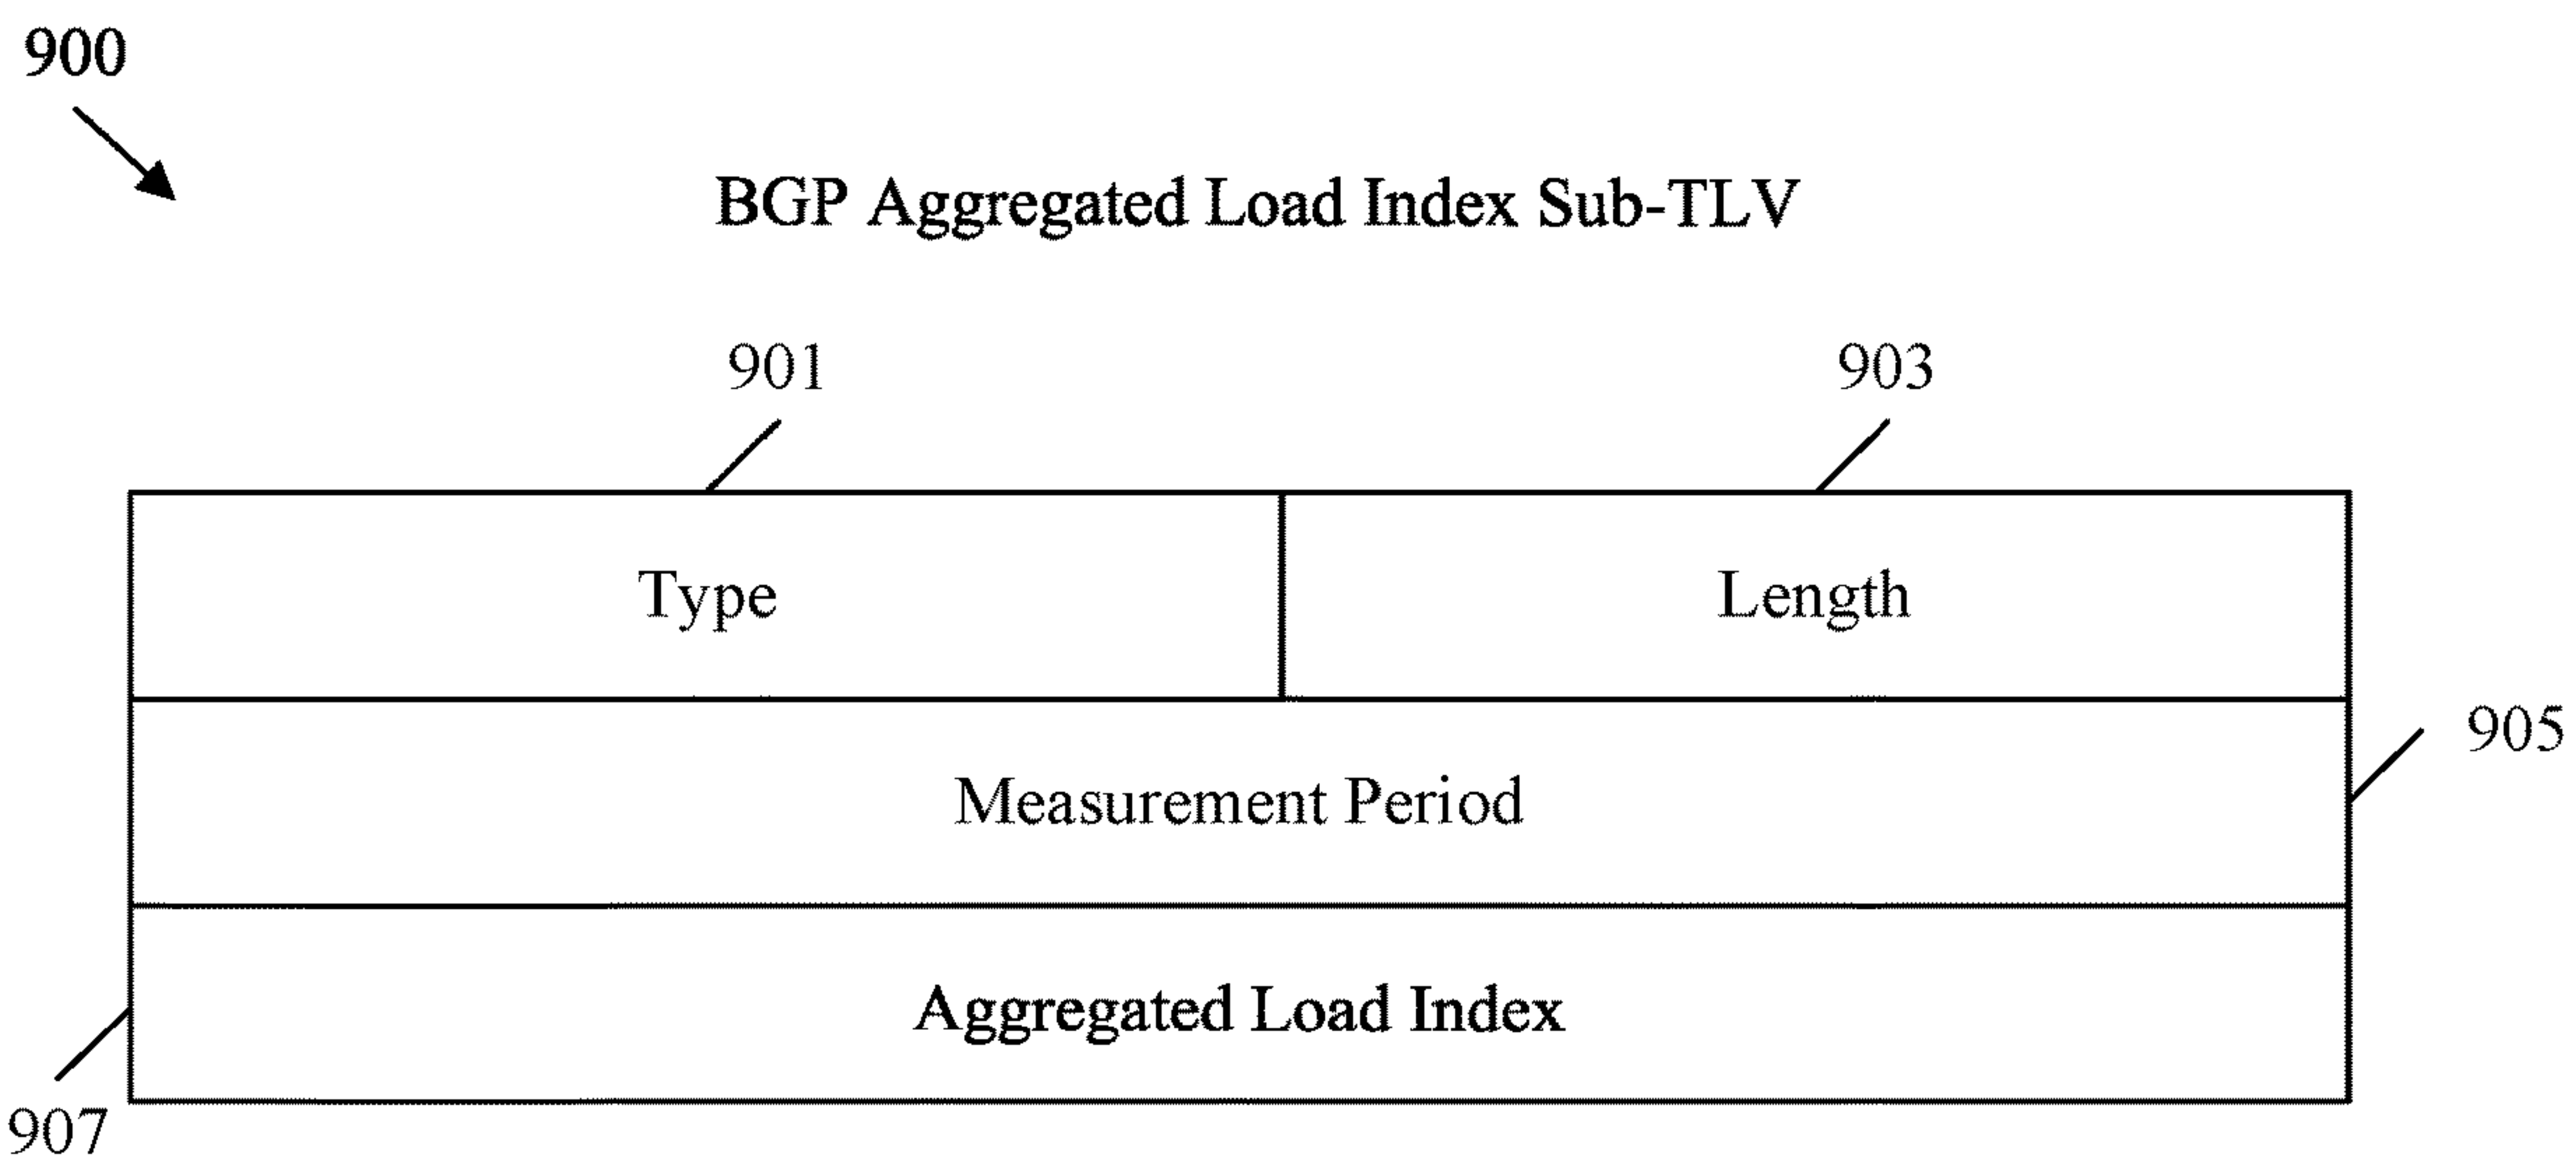 900
BGP Aggregated Load Index Sub-TLV
901
903
Type
Length
905
Measurement Period
Aggregated Load Index
907